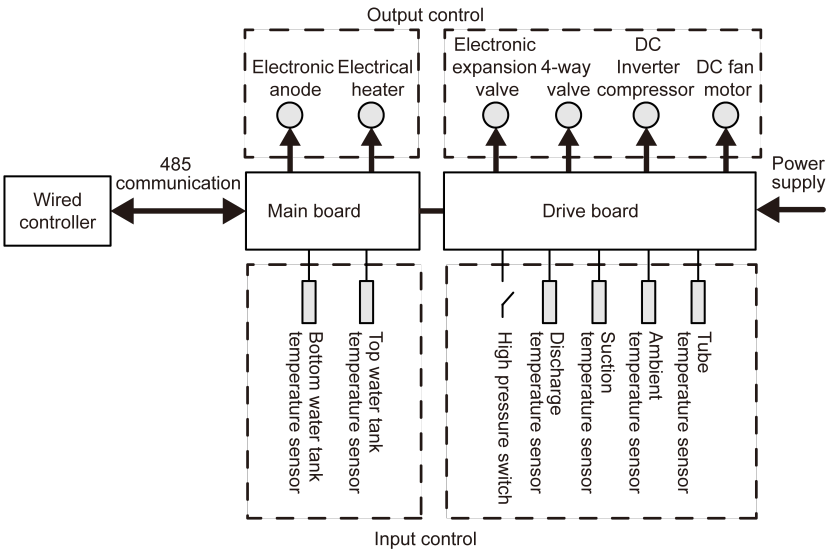 Output control
Electronic
anode
Electrical
heater
Electronic
expansion
valve
4-way
valve
DC
Inverter
compressor
DC fan
motor
485
communication
Power
supply
Wired
controller
Main board
Drive board
Bottom water tank
temperature sensor
Top water tank
temperature sensor
High pressure switch
Discharge
temperature sensor
Suction
temperature sensor
Ambient
temperature sensor
Tube
temperature sensor
Input control